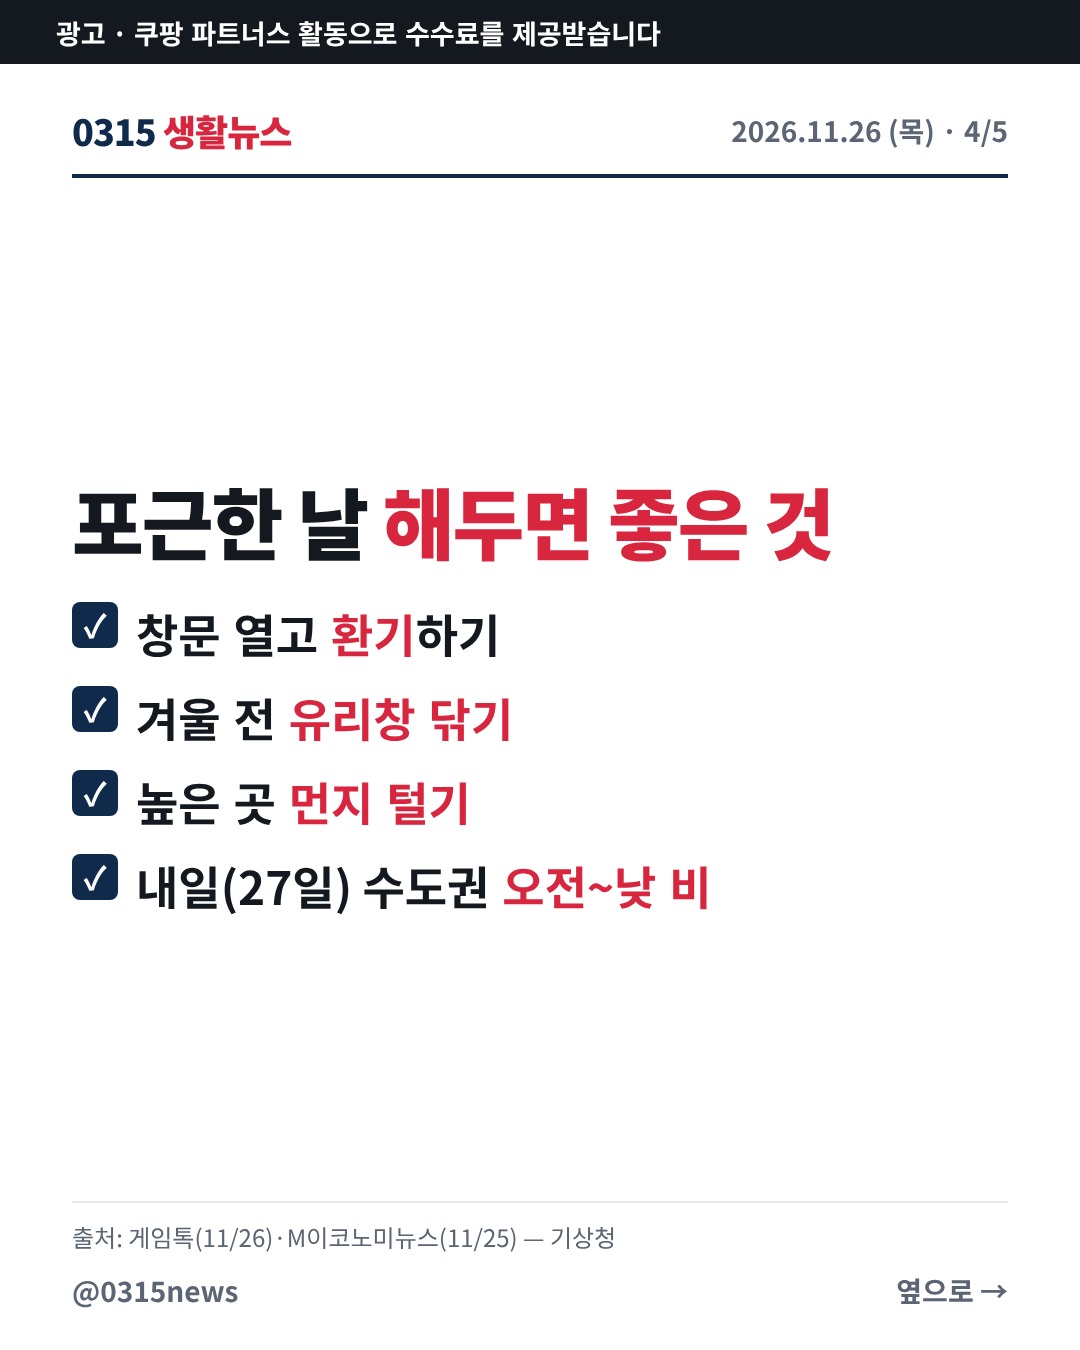 광고 · 쿠팡 파트너스 활동으로 수수료를 제공받습니다
0315 생활뉴스
2026.11.26 (목) · 4/5
포근한 날 해두면 좋은 것
✓ 창문 열고 환기하기
✓ 겨울 전 유리창 닦기
✓ 높은 곳 먼지 털기
✓ 내일(27일) 수도권 오전~낮 비
출처: 게임톡(11/26)·M이코노미뉴스(11/25) — 기상청
@0315news
옆으로 →